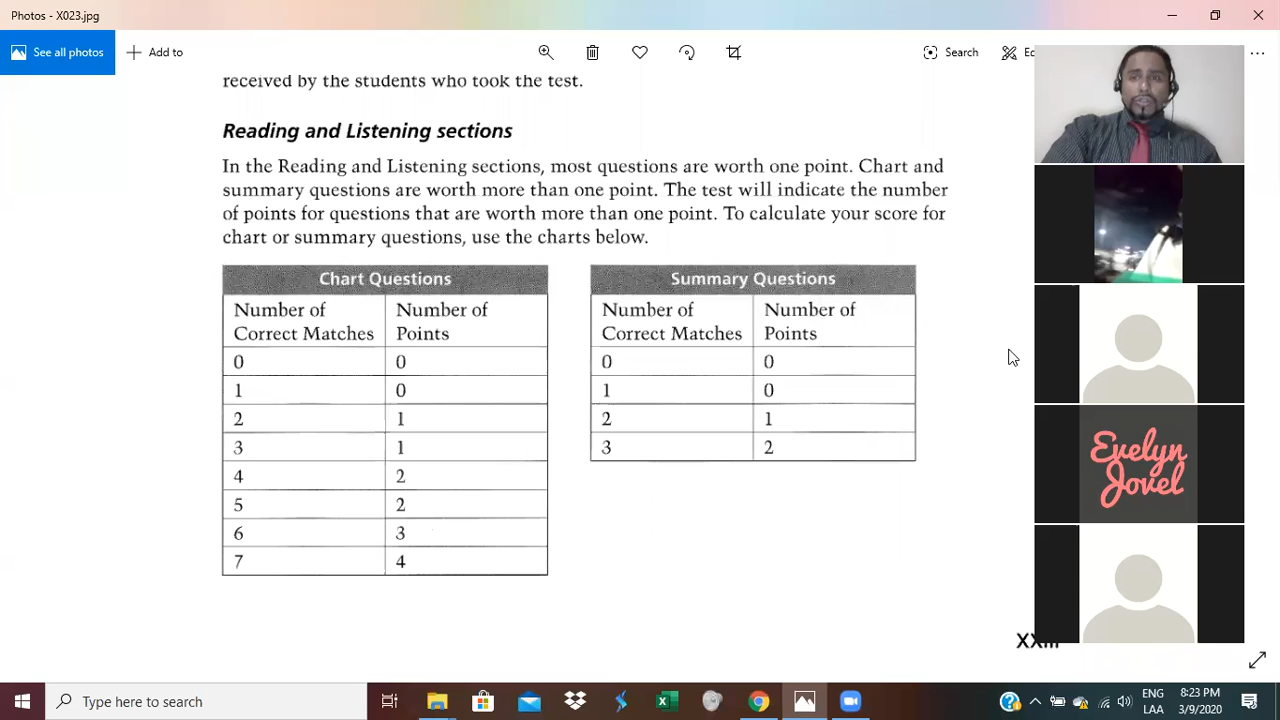 Photos - X023.jpg
See all photos
Add to
Search
received by the students who took the test.
Reading and Listening sections
In the Reading and Listening sections, most questions are worth one point. Chart and
summary questions are worth more than one point. The test will indicate the number
of points for questions that are worth more than one point. To calculate your score for
chart or summary questions, use the charts below.
Chart Questions
Number of Correct Matches Number of Points
0 0
1 0
2 1
3 1
4 2
5 2
6 3
7 4
Summary Questions
Number of Correct Matches Number of Points
0 0
1 0
2 1
3 2
Evelyn
Jovel
Type here to search
ENG
LAA
8:23 PM
3/9/2020